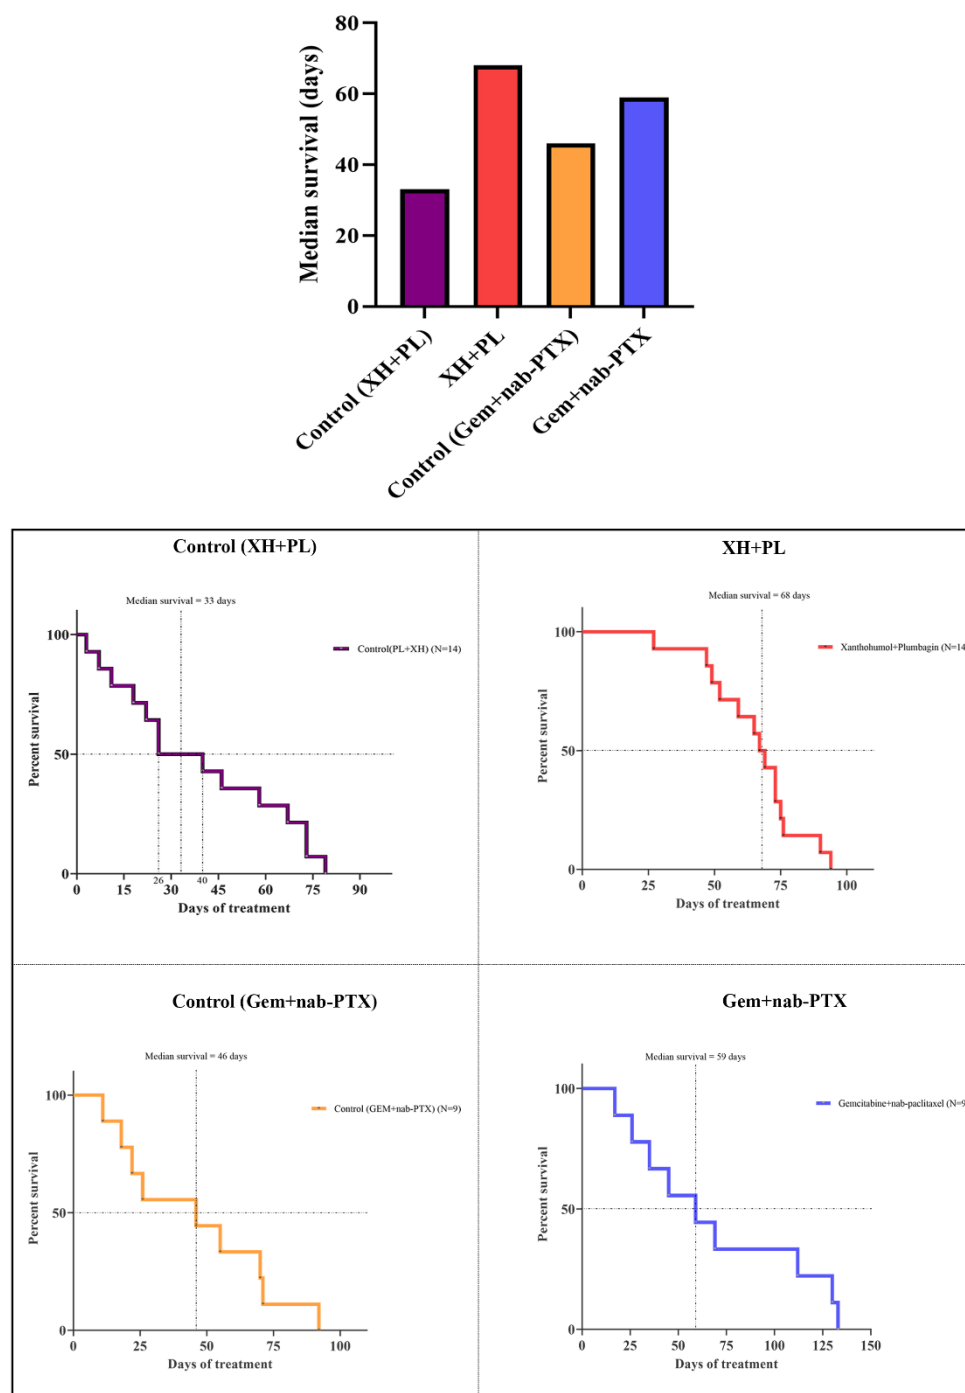 80
60
40
20
0
Median survival (days)
Control (XH+PL)
XH+PL
Control (Gem+nab-PTX)
Gem+nab-PTX
Control (XH+PL)
Median survival = 33 days
Control(PL+XH) (N=14)
100
50
0
Percent survival
26
40
0
15
30
45
60
75
90
Days of treatment
XH+PL
Median survival = 68 days
Xanthohumol+Plumbagin (N=14
100
50
0
Percent survival
0
25
50
75
100
Days of treatment
Control (Gem+nab-PTX)
Median survival = 46 days
Control (GEM+nab-PTX) (N=9)
100
50
0
Percent survival
0
25
50
75
100
Days of treatment
Gem+nab-PTX
Median survival = 59 days
Gemcitabine+nab-paclitaxel (N=9
100
50
0
Percent survival
0
25
50
75
100
125
150
Days of treatment